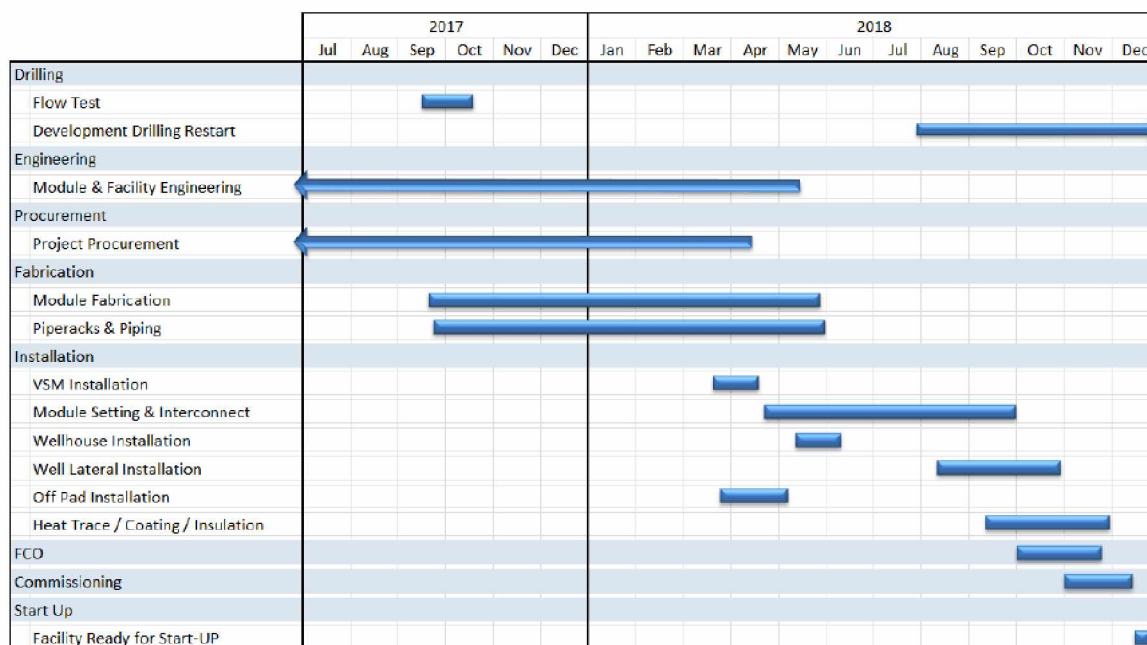 2017 2018
Jul Aug Sep Oct Nov Dec Jan Feb Mar Apr May Jun Jul Aug Sep Oct Nov Dec
Drilling
Flow Test
Development Drilling Restart
Engineering
Module & Facility Engineering
Procurement
Project Procurement
Fabrication
Module Fabrication
Piperacks & Piping
Installation
VSM Installation
Module Setting & Interconnect
Wellhouse Installation
Well Lateral Installation
Off Pad Installation
Heat Trace / Coating / Insulation
FCO
Commissioning
Start Up
Facility Ready for Start-UP